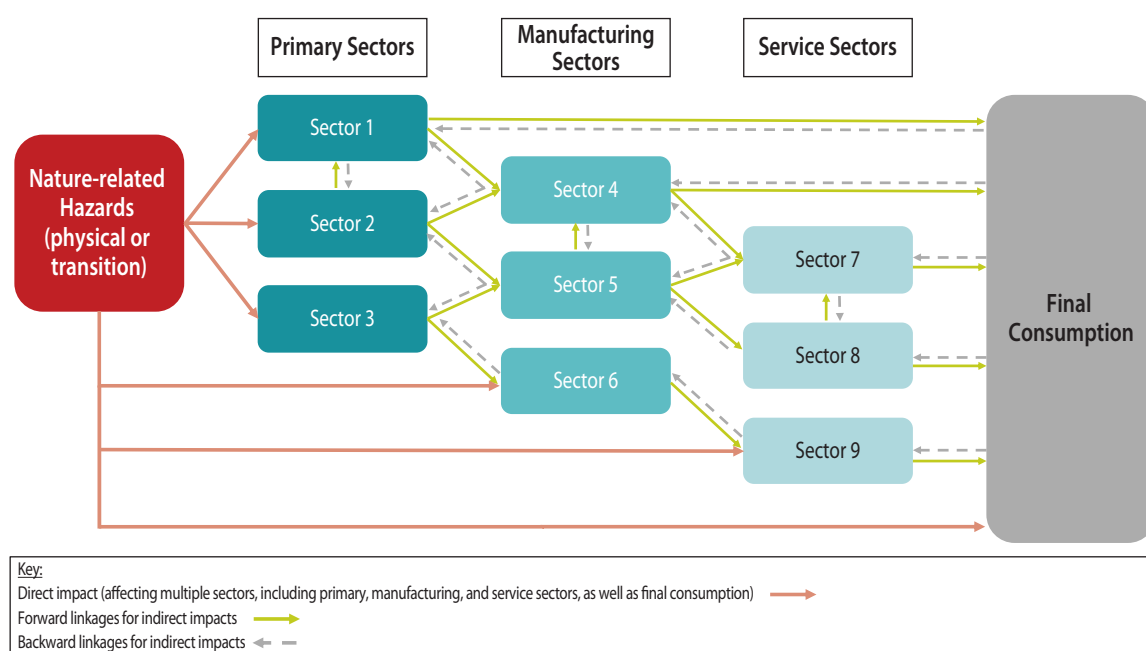 Primary Sectors
Manufacturing
Sectors
Service Sectors
Nature-related
Hazards
(physical or
transition)
Sector 1
Sector 2
Sector 3
Sector 4
Sector 5
Sector 6
Sector 7
Sector 8
Sector 9
Final
Consumption
Key:
Direct impact (affecting multiple sectors, including primary, manufacturing, and service sectors, as well as final consumption)
Forward linkages for indirect impacts
Backward linkages for indirect impacts